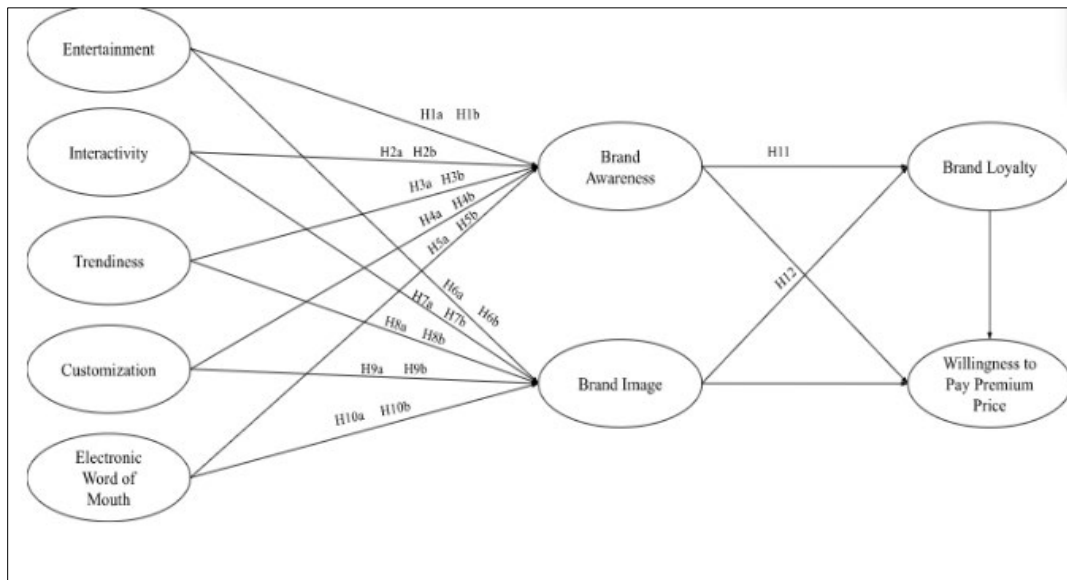 Entertainment
H1a H1b
Interactivity
H2a H2b
Brand
Awareness
H11
Brand Loyalty
H3a H3b
H4a H4b
H5a H5b
Trendiness
H6a H6b
H7a H7b
H8a H8b
H12
Customization
H9a H9b
Brand Image
Willingness to
Pay Premium
Price
H10a H10b
Electronic
Word of
Mouth